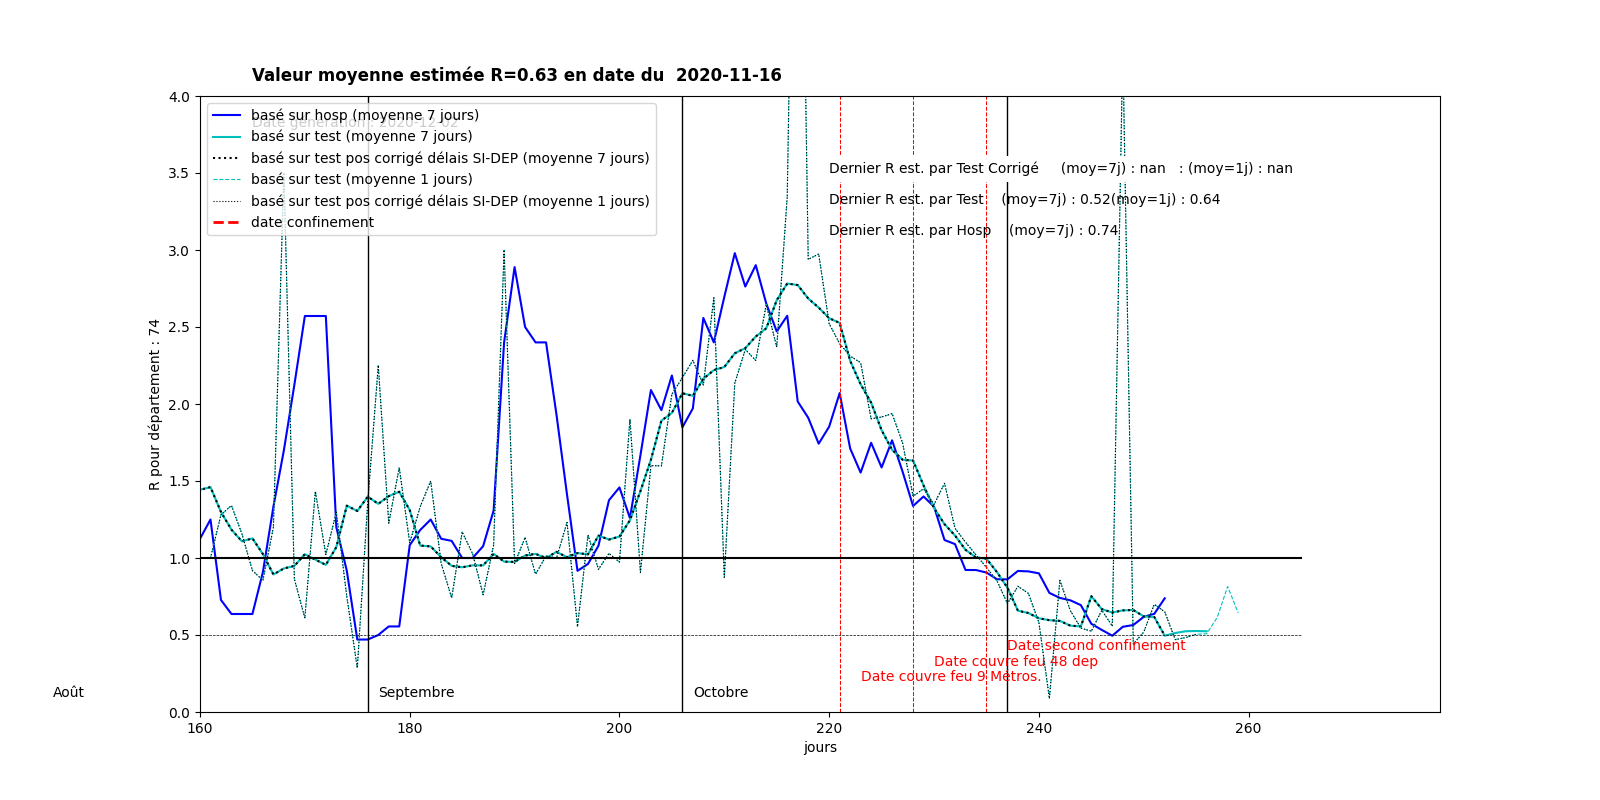 Valeur moyenne estimée R=0.63 en date du  2020-11-16
Date génération : 2020-12-02
basé sur hosp (moyenne 7 jours)
basé sur test (moyenne 7 jours)
basé sur test pos corrigé délais SI-DEP (moyenne 7 jours)
basé sur test (moyenne 1 jours)
basé sur test pos corrigé délais SI-DEP (moyenne 1 jours)
date confinement
Dernier R est. par Test Corrigé     (moy=7j) : nan   : (moy=1j) : nan
Dernier R est. par Test    (moy=7j) : 0.52(moy=1j) : 0.64
Dernier R est. par Hosp    (moy=7j) : 0.74
4.0
3.5
3.0
2.5
2.0
1.5
1.0
0.5
0.0
R pour département : 74
Date second confinement
Date couvre feu 48 dep
Date couvre feu 9 Métros.
Août
Septembre
Octobre
160
180
200
220
240
260
jours